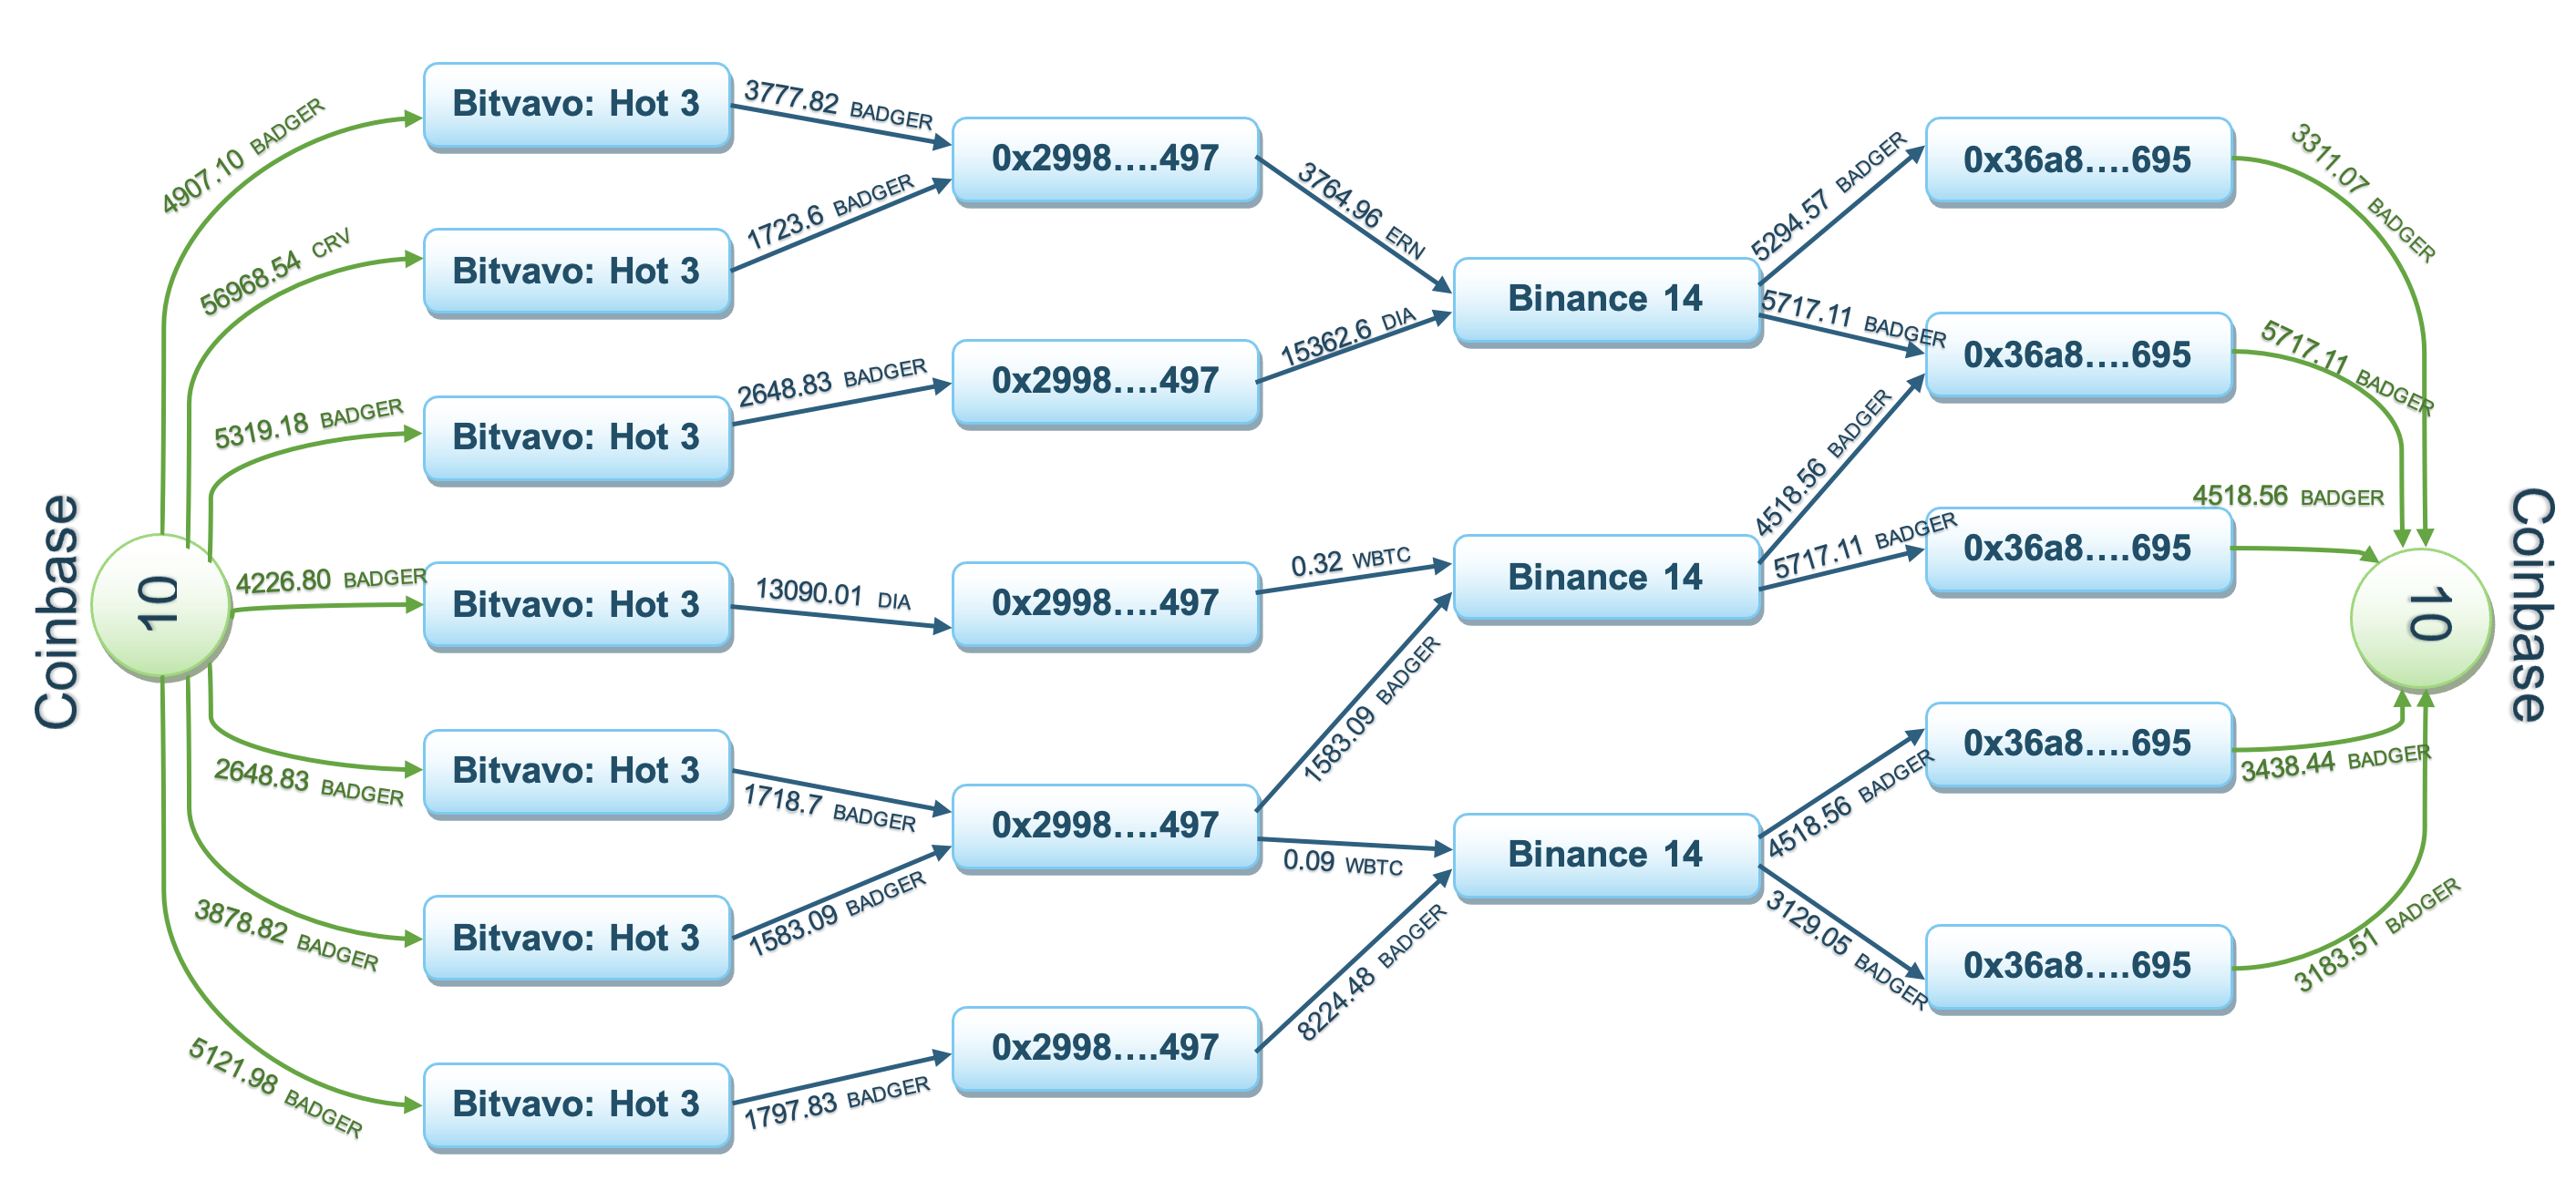 Coinbase
10
4907.10 BADGER
56968.54 CRV
5319.18 BADGER
4226.80 BADGER
2648.83 BADGER
3878.82 BADGER
5121.98 BADGER
Bitvavo: Hot 3
Bitvavo: Hot 3
Bitvavo: Hot 3
Bitvavo: Hot 3
Bitvavo: Hot 3
Bitvavo: Hot 3
Bitvavo: Hot 3
3777.82 BADGER
1723.6 BADGER
2648.83 BADGER
13090.01 DIA
1718.7 BADGER
1583.09 BADGER
1797.83 BADGER
0x2998....497
0x2998....497
0x2998....497
0x2998....497
0x2998....497
3764.96 ERN
15362.6 DIA
0.32 WBTC
1583.09 BADGER
0.09 WBTC
8224.48 BADGER
Binance 14
Binance 14
Binance 14
5294.57 BADGER
5717.11 BADGER
4518.56 BADGER
5717.11 BADGER
4518.56 BADGER
3129.05 BADGER
0x36a8....695
0x36a8....695
0x36a8....695
0x36a8....695
0x36a8....695
3311.07 BADGER
5717.11 BADGER
4518.56 BADGER
3438.44 BADGER
3183.51 BADGER
10
Coinbase